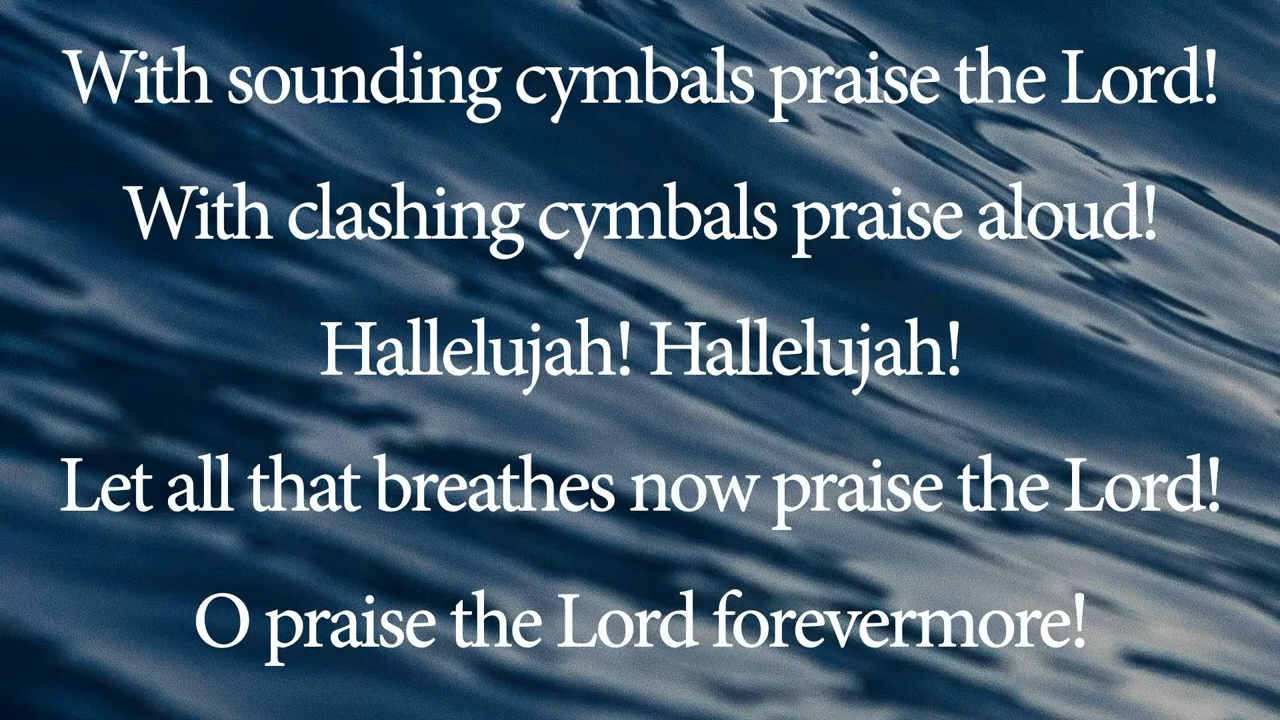 With sounding cymbals praise the Lord!
With clashing cymbals praise aloud!
Hallelujah! Hallelujah!
Let all that breathes now praise the Lord!
O praise the Lord forevermore!